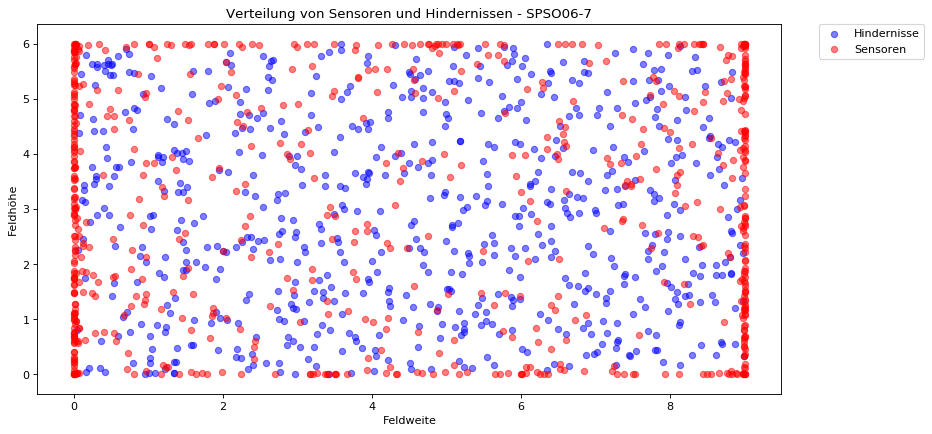 Verteilung von Sensoren und Hindernissen - SPSO06-7
Hindernisse
Sensoren
Feldhöhe
6
5
4
3
2
1
0
0 2 4 6 8
Feldweite